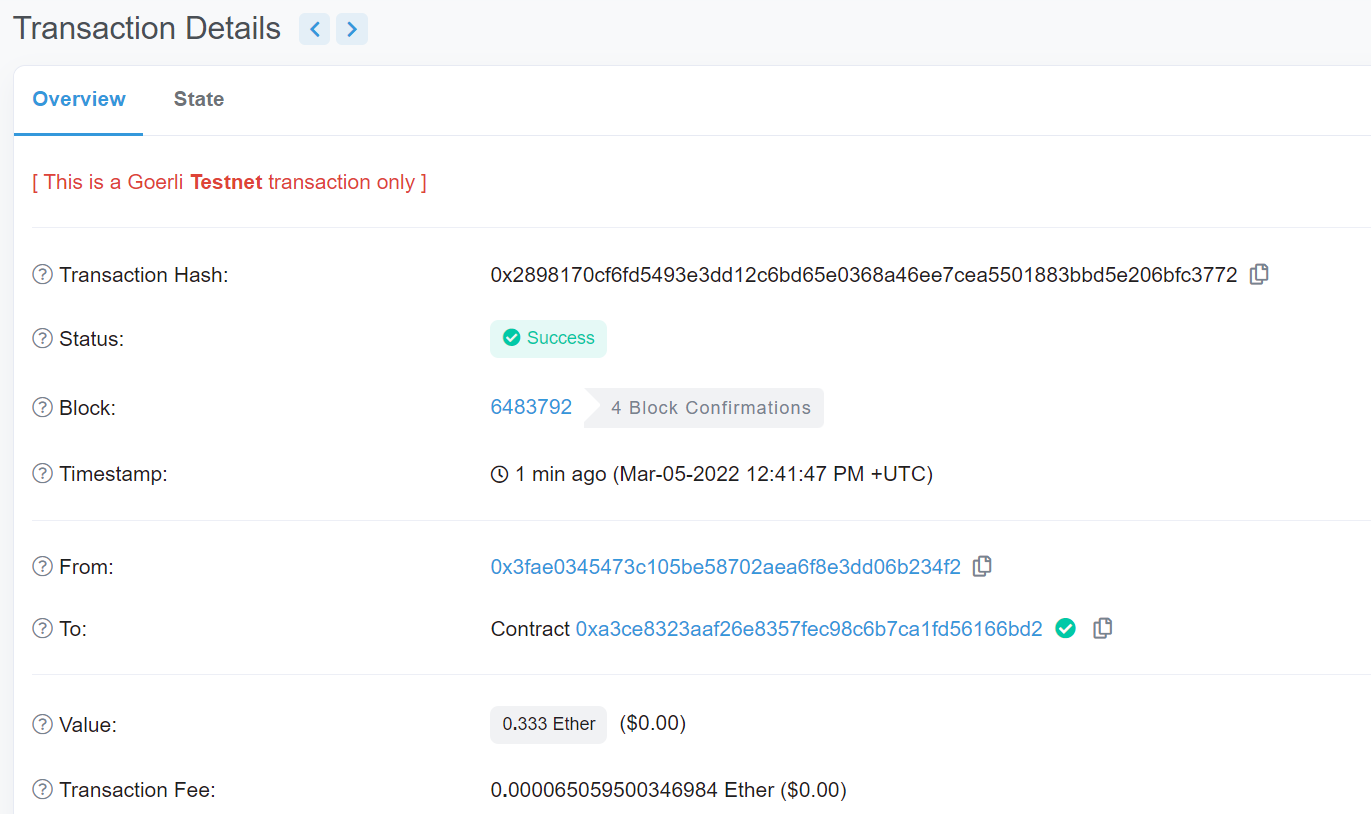 Transaction Details
Overview State
[ This is a Goerli Testnet transaction only ]
Transaction Hash: 0x2898170cf6fd5493e3dd12c6bd65e0368a46ee7cea5501883bbd5e206bfc3772
Status: Success
Block: 6483792 4 Block Confirmations
Timestamp: 1 min ago (Mar-05-2022 12:41:47 PM +UTC)
From: 0x3fae0345473c105be58702aea6f8e3dd06b234f2
To: Contract 0xa3ce8323aaf26e8357fec98c6b7ca1fd56166bd2
Value: 0.333 Ether ($0.00)
Transaction Fee: 0.000065059500346984 Ether ($0.00)